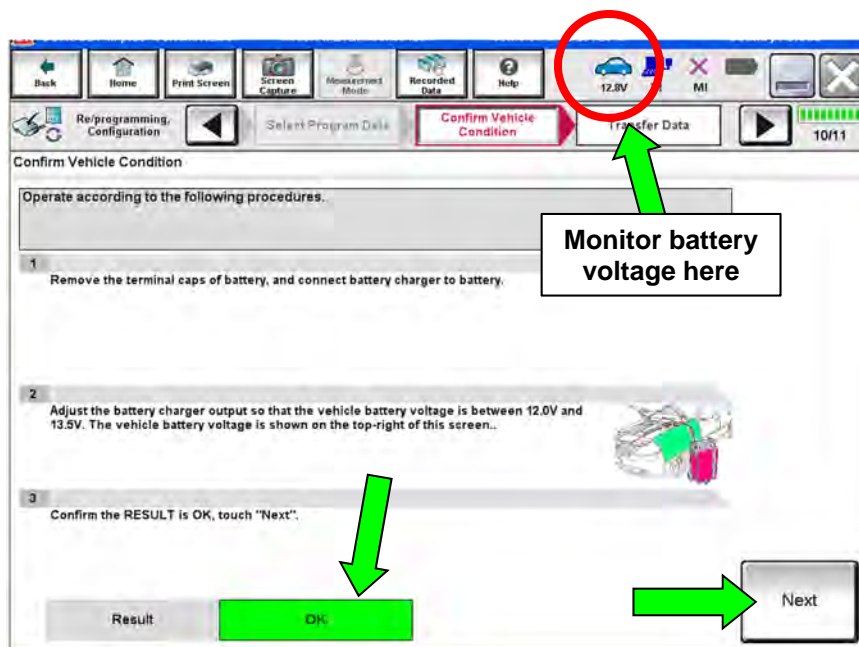 Back
Home
Print Screen
Screen
Capture
Measurement
Mode
Recorded
Data
Help
12.8V
MI
Re/programming,
Configuration
Select Program Data
Confirm Vehicle
Condition
Transfer Data
10/11
Confirm Vehicle Condition
Operate according to the following procedures.
Monitor battery
voltage here
1
Remove the terminal caps of battery, and connect battery charger to battery.
2
Adjust the battery charger output so that the vehicle battery voltage is between 12.0V and
13.5V. The vehicle battery voltage is shown on the top-right of this screen..
3
Confirm the RESULT is OK, touch "Next".
Result
OK
Next